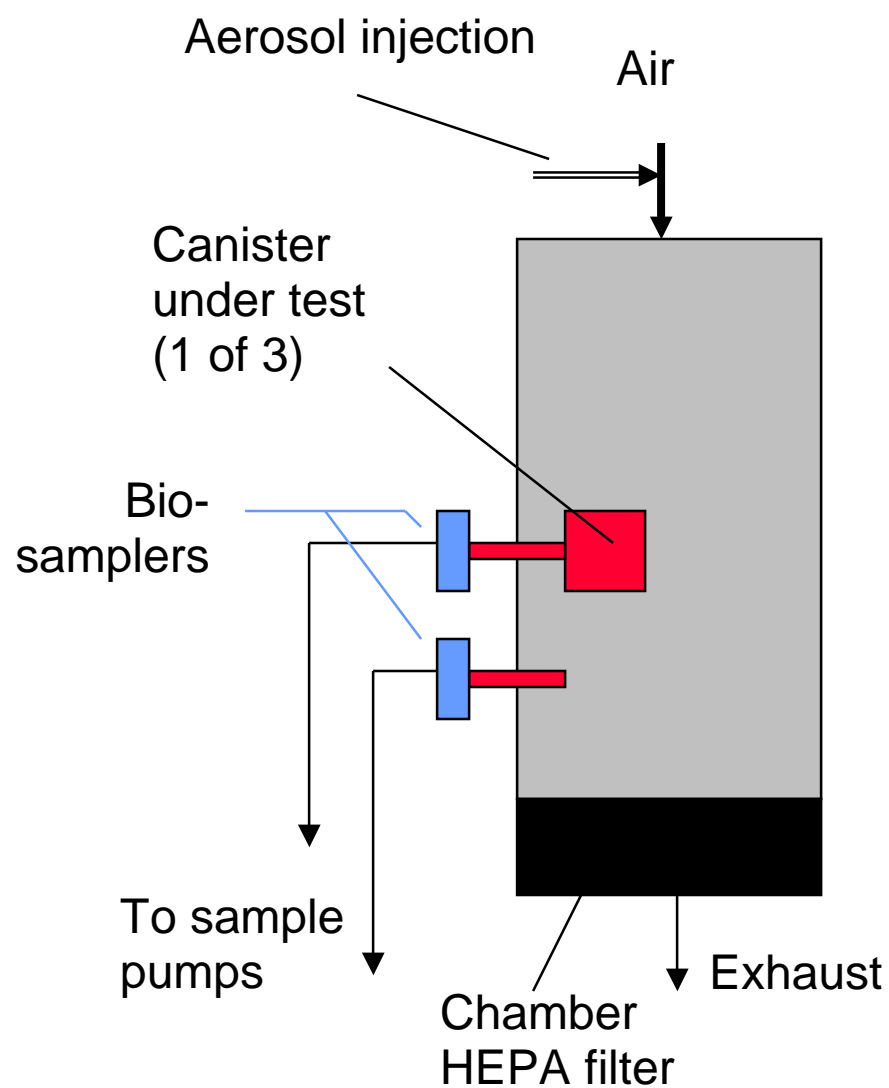 Aerosol injection
Air
Canister
under test
(1 of 3)
Bio-
samplers
To sample
pumps
Exhaust
Chamber
HEPA filter